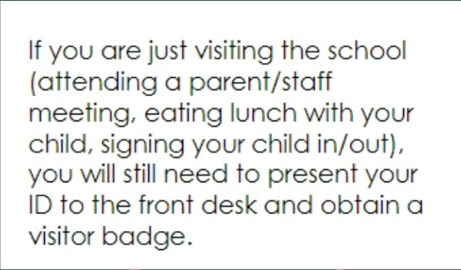 If you are just visiting the school
(attending a parent/staff
meeting, eating lunch with your
child, signing your child in/out),
you will still need to present your
ID to the front desk and obtain a
visitor badge.